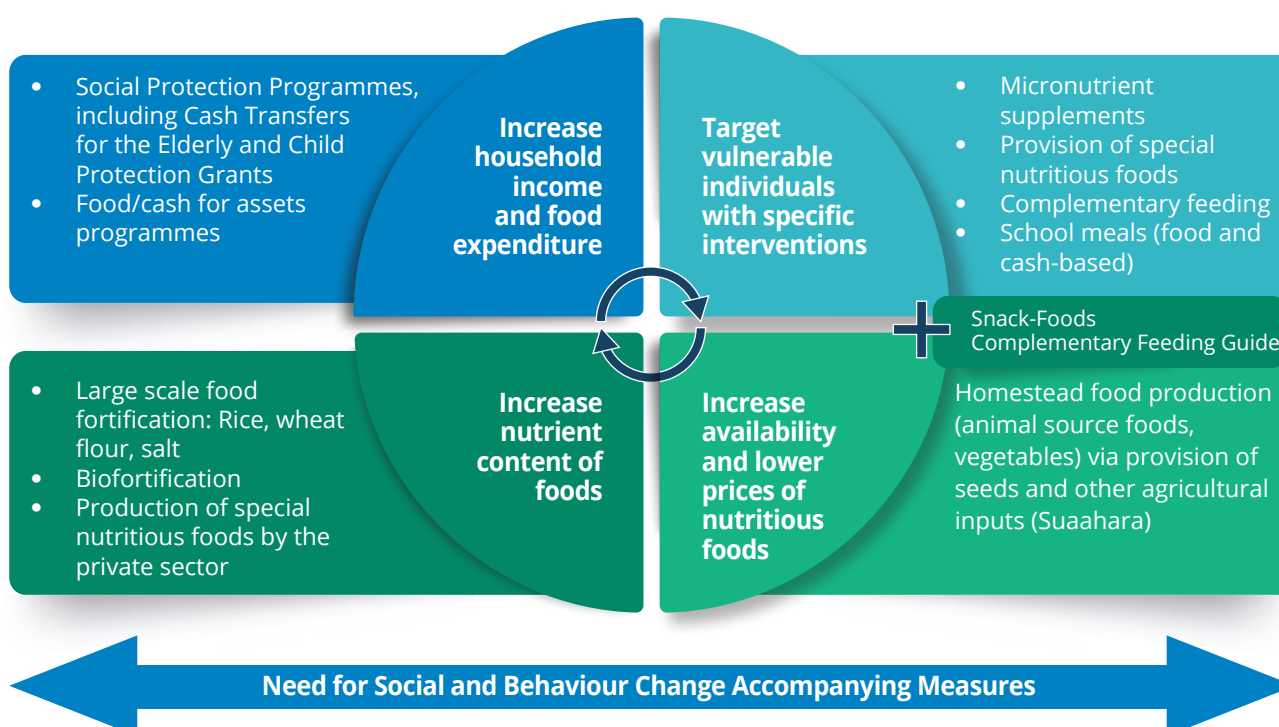 • Social Protection Programmes,
including Cash Transfers
for the Elderly and Child
Protection Grants
• Food/cash for assets
programmes
Increase
household
income
and food
expenditure
Target
vulnerable
individuals
with specific
interventions
• Micronutrient
supplements
• Provision of special
nutritious foods
• Complementary feeding
• School meals (food and
cash-based)
Snack-Foods
Complementary Feeding Guide
• Large scale food
fortification: Rice, wheat
flour, salt
• Biofortification
• Production of special
nutritious foods by the
private sector
Increase
nutrient
content of
foods
Increase
availability
and lower
prices of
nutritious
foods
Homestead food production
(animal source foods,
vegetables) via provision of
seeds and other agricultural
inputs (Suaahara)
Need for Social and Behaviour Change Accompanying Measures